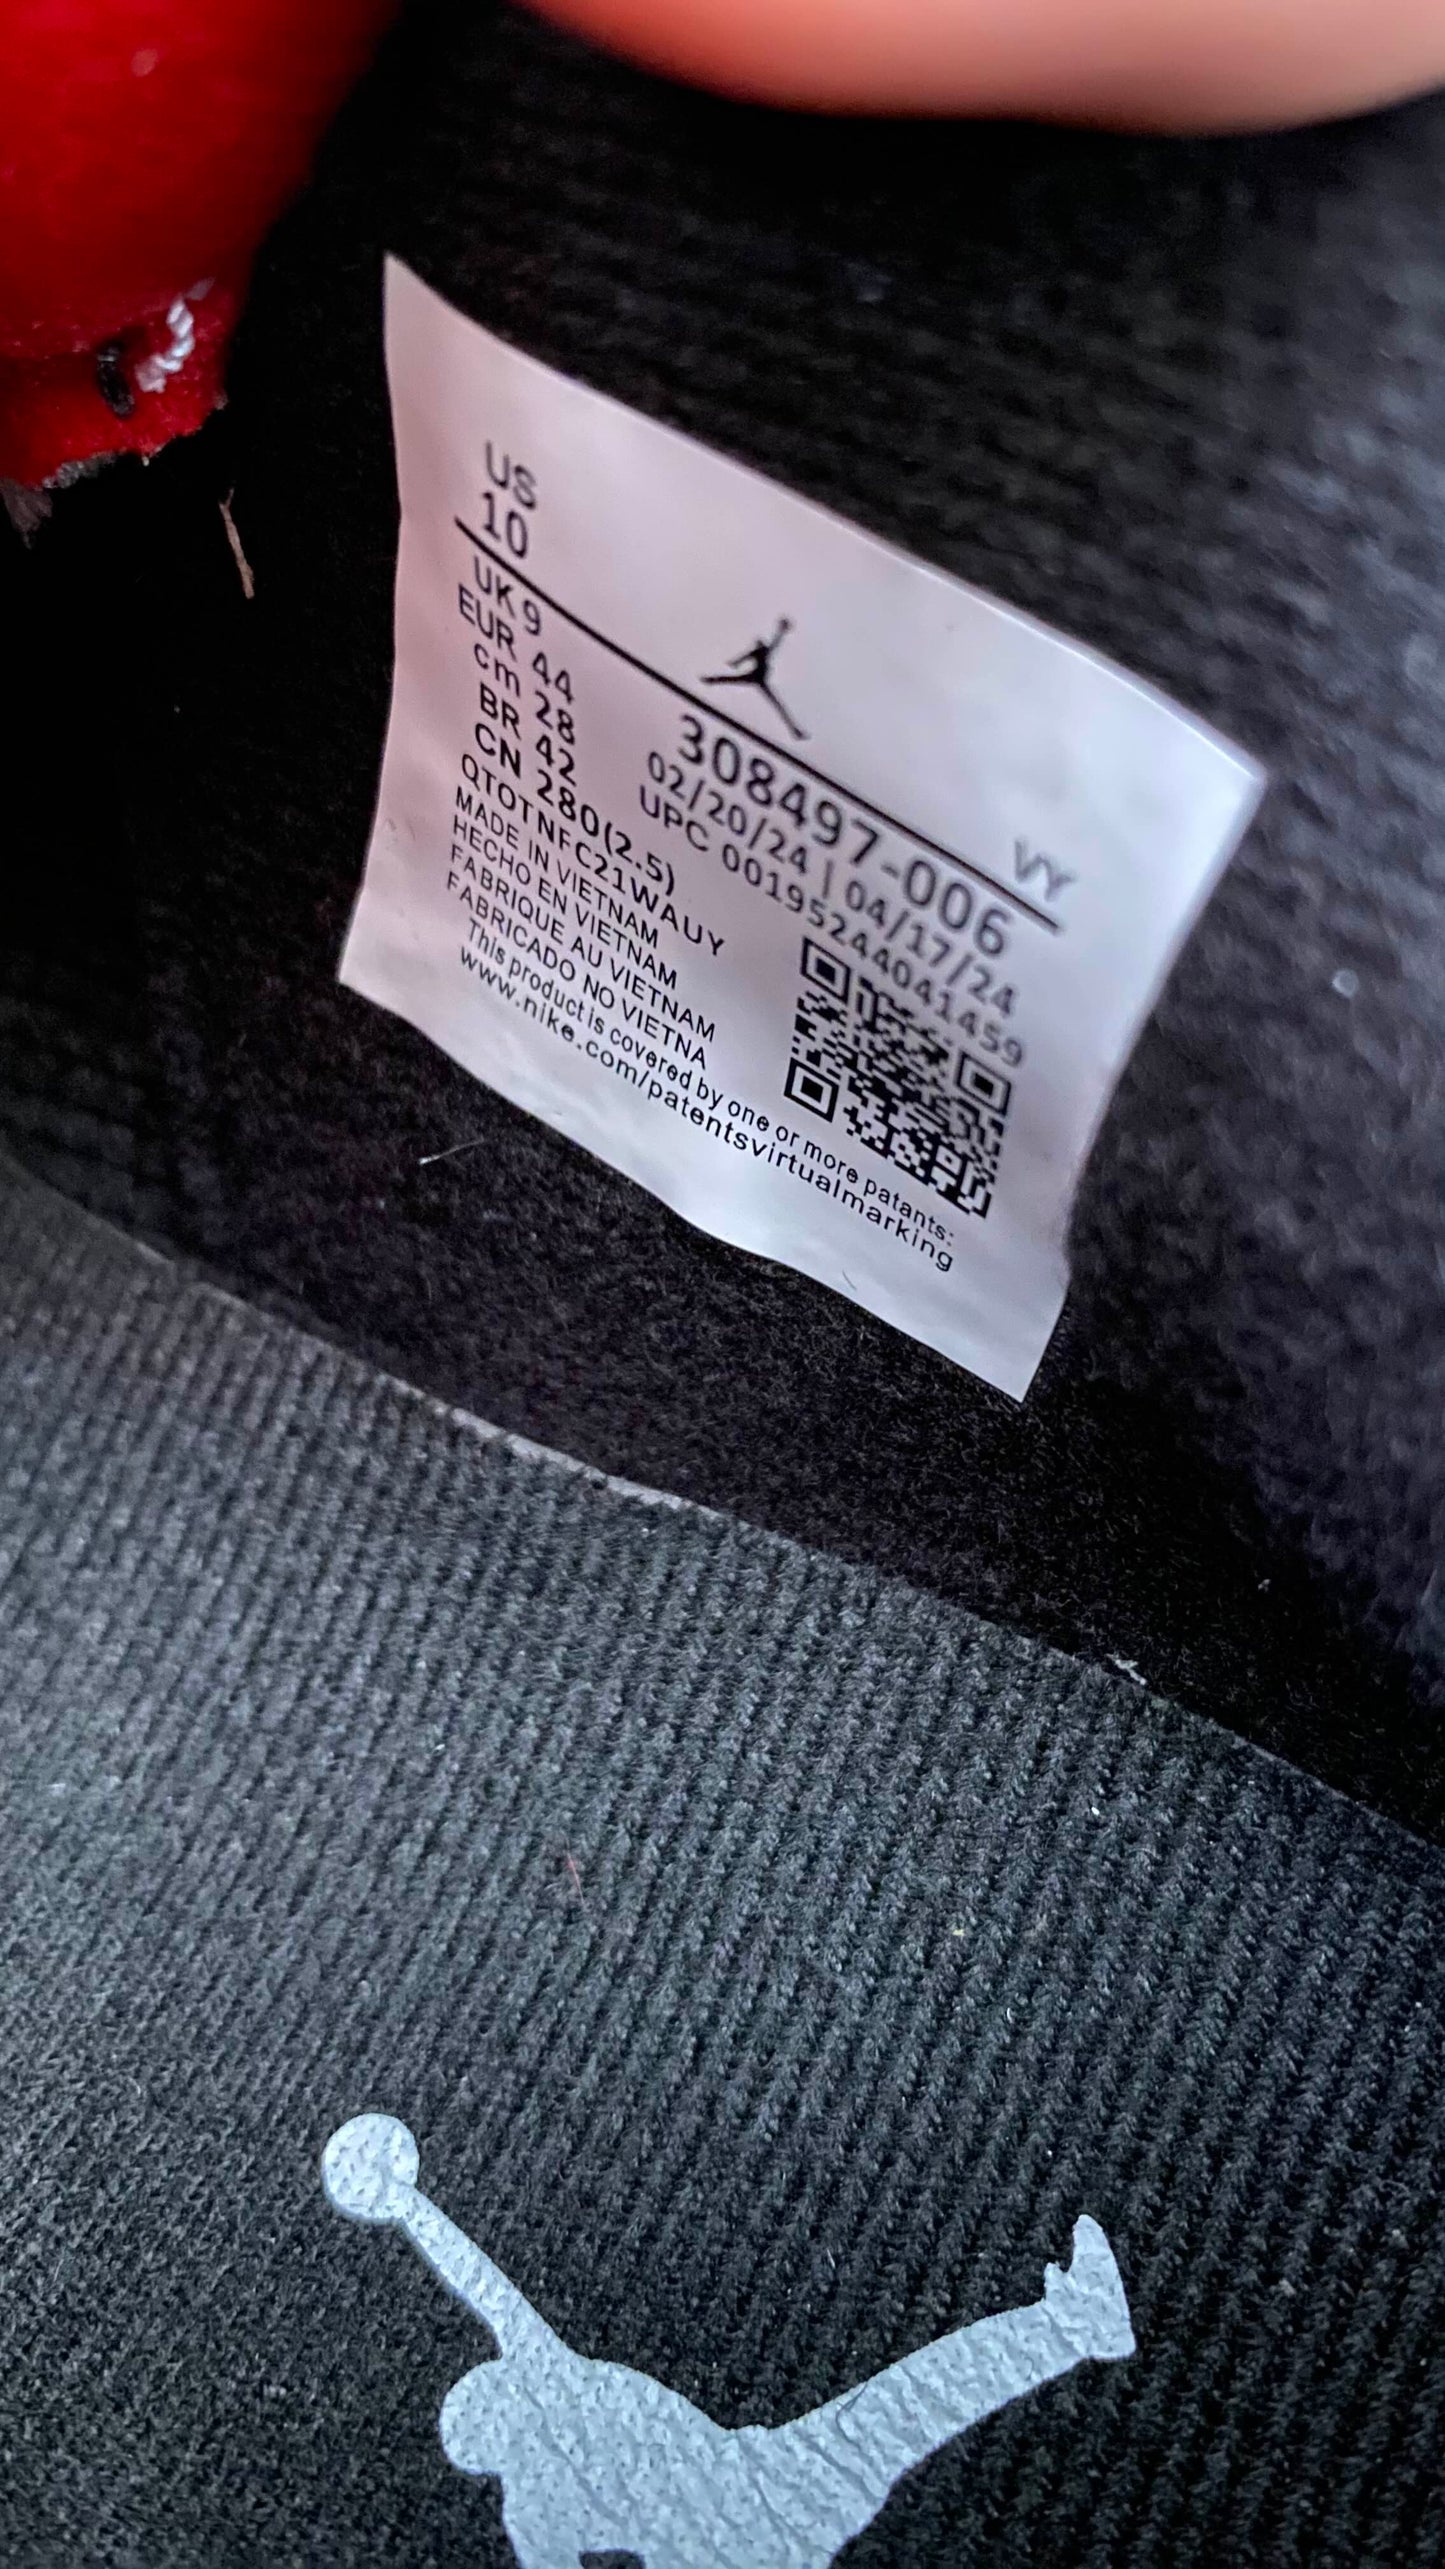 US
10
VY
UK 9
EUR 44
cm 28
BR 42
CN 280(2.5)
308497-006
02/20/24 | 04/17/24
UPC 00195244041459
QTOTNFC21WAUY
MADE IN VIETNAM
HECHO EN VIETNAM
FABRIQUE AU VIETNAM
FABRICADO NO VIETNA
This product is covered by one or more patants:
www.nike.com/patentsvirtualmarking